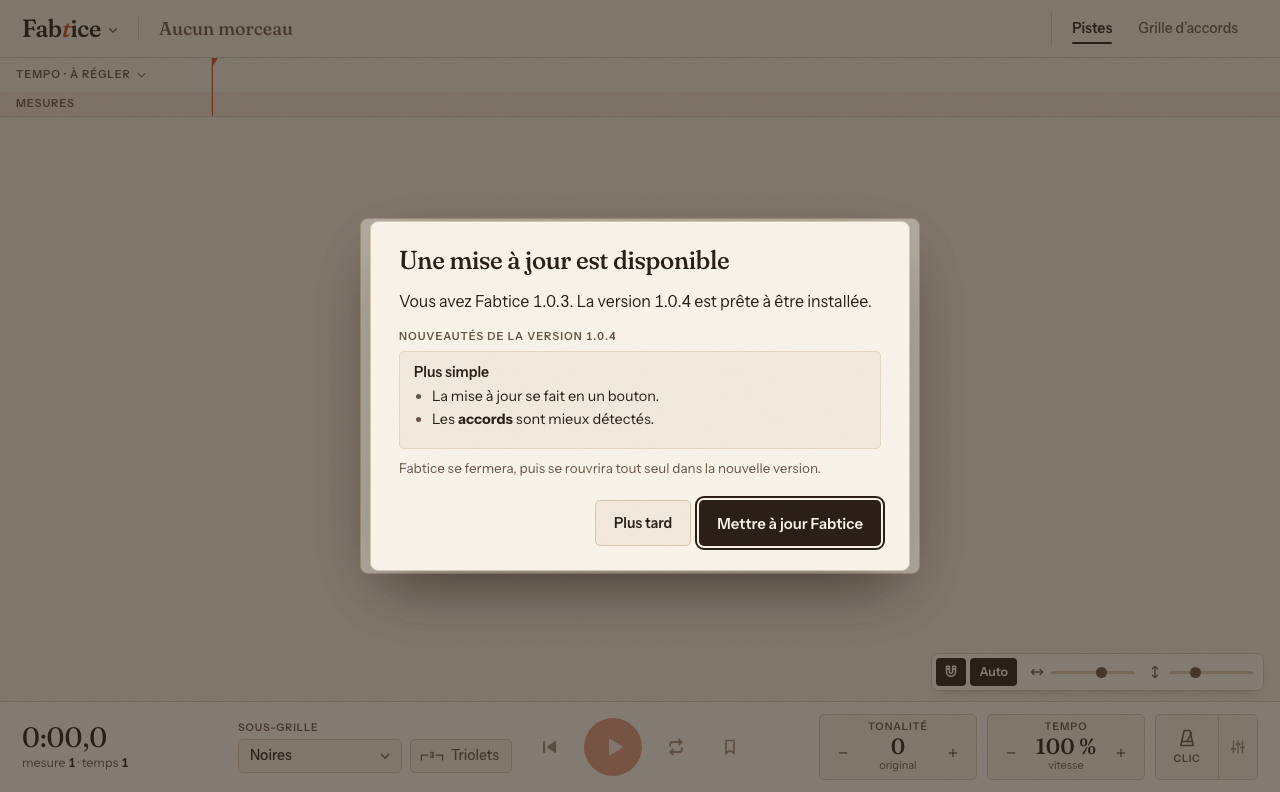 Fabtice
Aucun morceau
Pistes
Grille d'accords
TEMPO · À RÉGLER
MESURES
Une mise à jour est disponible
Vous avez Fabtice 1.0.3. La version 1.0.4 est prête à être installée.
NOUVEAUTÉS DE LA VERSION 1.0.4
Plus simple
• La mise à jour se fait en un bouton.
• Les accords sont mieux détectés.
Fabtice se fermera, puis se rouvrira tout seul dans la nouvelle version.
Plus tard
Mettre à jour Fabtice
Auto
0:00,0
mesure 1 · temps 1
SOUS-GRILLE
Noires
3 Triolets
TONALITÉ
− 0 +
original
TEMPO
− 100 % +
vitesse
CLIC